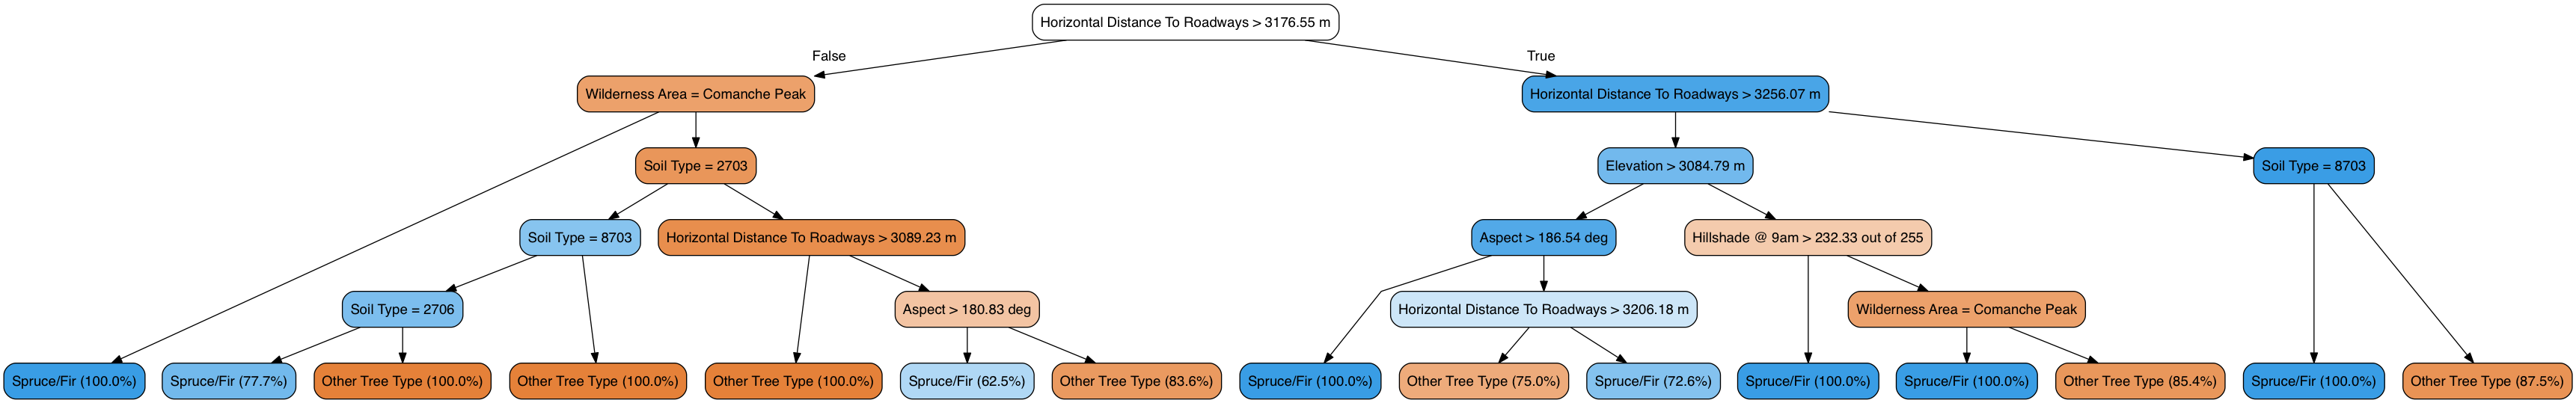 Horizontal Distance To Roadways > 3176.55 m
False
True
Wilderness Area = Comanche Peak
Horizontal Distance To Roadways > 3256.07 m
Soil Type = 2703
Elevation > 3084.79 m
Soil Type = 8703
Soil Type = 8703
Horizontal Distance To Roadways > 3089.23 m
Aspect > 186.54 deg
Hillshade @ 9am > 232.33 out of 255
Soil Type = 2706
Aspect > 180.83 deg
Horizontal Distance To Roadways > 3206.18 m
Wilderness Area = Comanche Peak
Spruce/Fir (100.0%)
Spruce/Fir (77.7%)
Other Tree Type (100.0%)
Other Tree Type (100.0%)
Other Tree Type (100.0%)
Spruce/Fir (62.5%)
Other Tree Type (83.6%)
Spruce/Fir (100.0%)
Other Tree Type (75.0%)
Spruce/Fir (72.6%)
Spruce/Fir (100.0%)
Spruce/Fir (100.0%)
Other Tree Type (85.4%)
Spruce/Fir (100.0%)
Other Tree Type (87.5%)